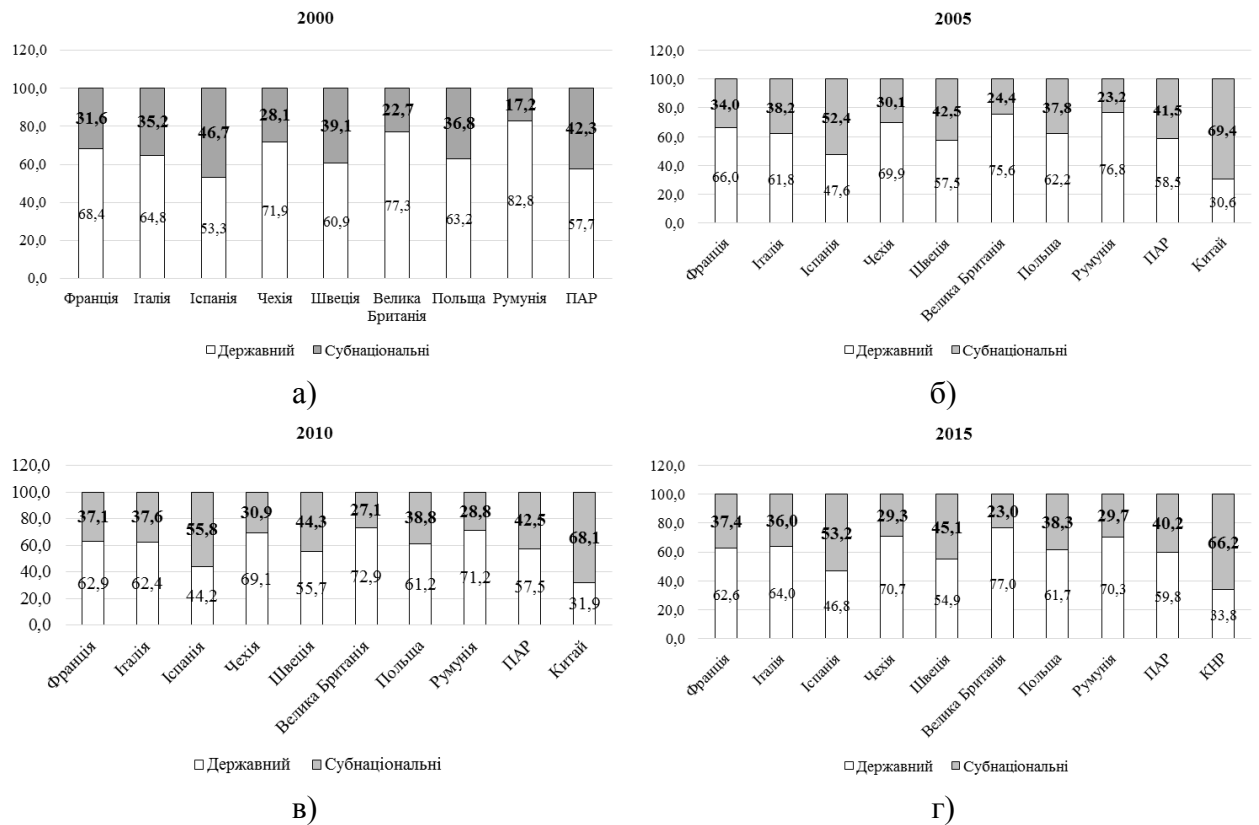 2000
120,0
100,0
80,0
60,0
40,0
20,0
0,0
31,6 35,2 46,7 28,1 39,1 22,7 36,8 17,2 42,3
68,4 64,8 53,3 71,9 60,9 77,3 63,2 82,8 57,7
Франція Італія Іспанія Чехія Швеція Велика Британія Польща Румунія ПАР
Державний Субнаціональні
а)
2005
120,0
100,0
80,0
60,0
40,0
20,0
0,0
34,0 38,2 52,4 30,1 42,5 24,4 37,8 23,2 41,5 69,4
66,0 61,8 47,6 69,9 57,5 75,6 62,2 76,8 58,5 30,6
Франція Італія Іспанія Чехія Швеція Велика Британія Польща Румунія ПАР Китай
Державний Субнаціональні
б)
2010
120,0
100,0
80,0
60,0
40,0
20,0
0,0
37,1 37,6 55,8 30,9 44,3 27,1 38,8 28,8 42,5 68,1
62,9 62,4 44,2 69,1 55,7 72,9 61,2 71,2 57,5 31,9
Франція Італія Іспанія Чехія Швеція Велика Британія Польща Румунія ПАР Китай
Державний Субнаціональні
в)
2015
120,0
100,0
80,0
60,0
40,0
20,0
0,0
37,4 36,0 53,2 29,3 45,1 23,0 38,3 29,7 40,2 66,2
62,6 64,0 46,8 70,7 54,9 77,0 61,7 70,3 59,8 33,8
Франція Італія Іспанія Чехія Швеція Велика Британія Польща Румунія ПАР КНР
Державний Субнаціональні
г)